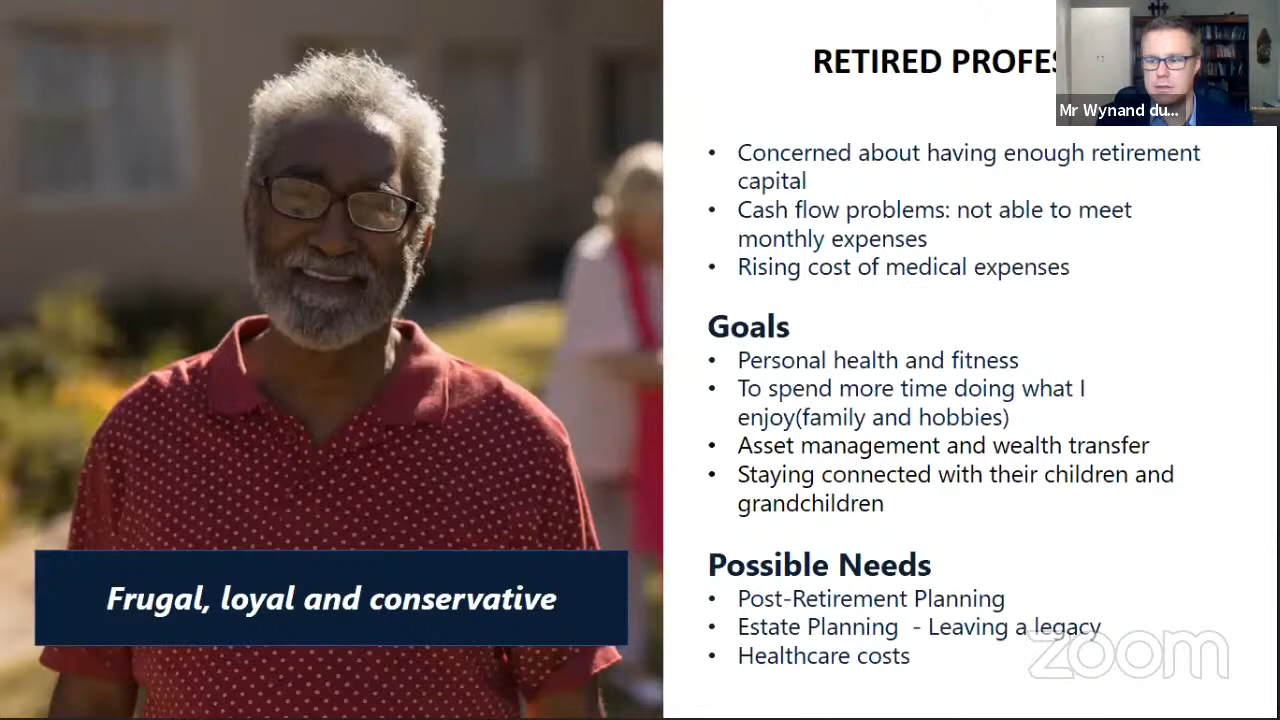 RETIRED PROFES
Mr Wynand du...
• Concerned about having enough retirement
capital
• Cash flow problems: not able to meet
monthly expenses
• Rising cost of medical expenses
Goals
• Personal health and fitness
• To spend more time doing what I
enjoy(family and hobbies)
• Asset management and wealth transfer
• Staying connected with their children and
grandchildren
Possible Needs
• Post-Retirement Planning
• Estate Planning - Leaving a legacy
• Healthcare costs
Frugal, loyal and conservative
zoom